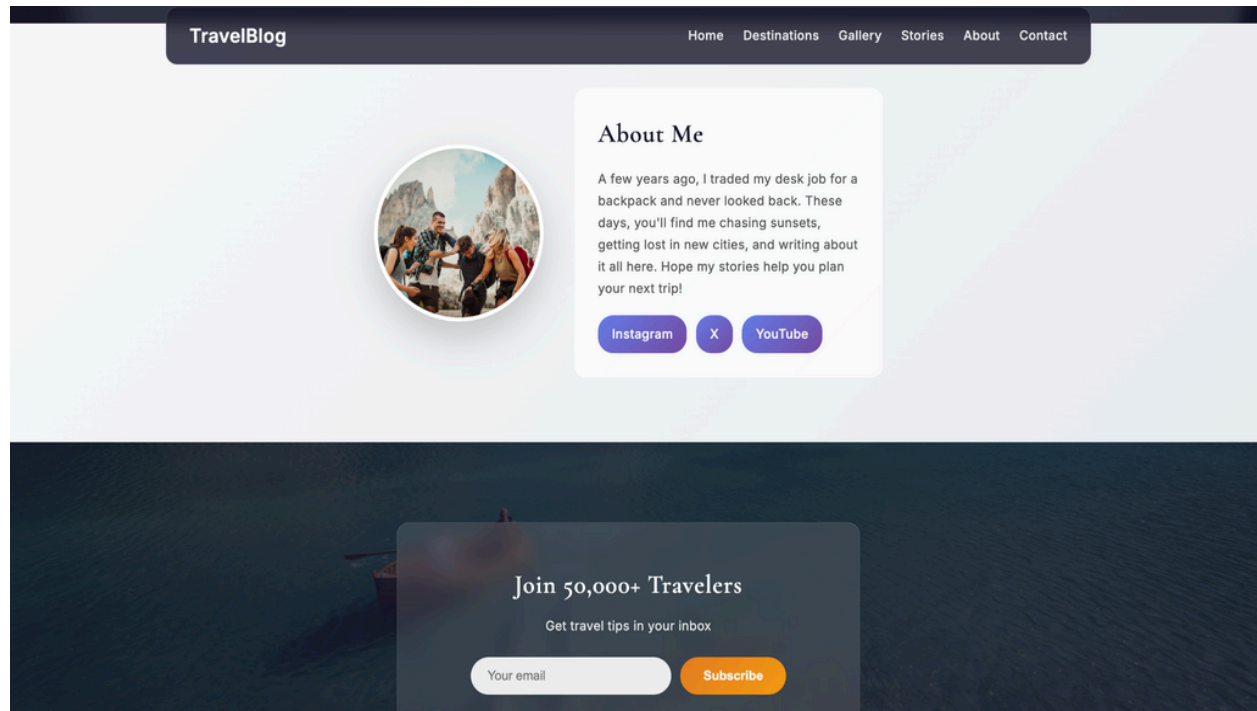 TravelBlog
Home Destinations Gallery Stories About Contact
About Me
A few years ago, I traded my desk job for a
backpack and never looked back. These
days, you'll find me chasing sunsets,
getting lost in new cities, and writing about
it all here. Hope my stories help you plan
your next trip!
Instagram X YouTube
Join 50,000+ Travelers
Get travel tips in your inbox
Your email Subscribe